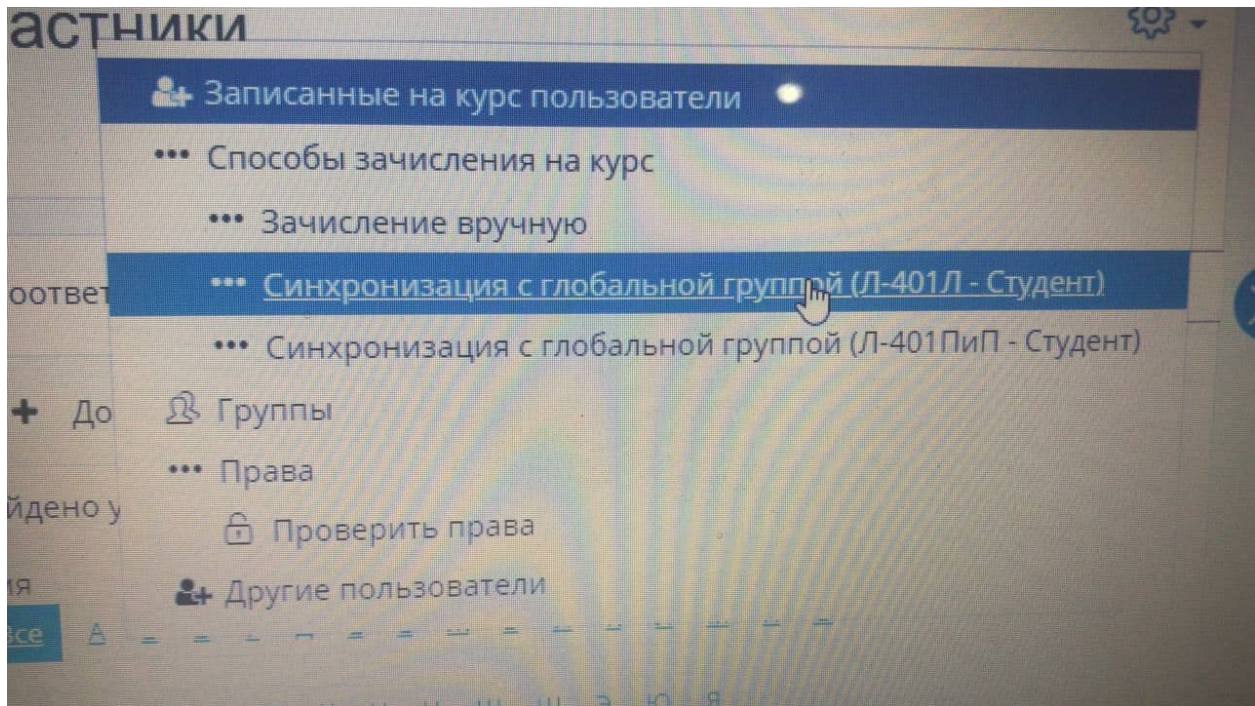 астники
Записанные на курс пользователи
Способы зачисления на курс
Зачисление вручную
Синхронизация с глобальной группой (Л-401Л - Студент)
оответ
Синхронизация с глобальной группой (Л-401ПиП - Студент)
До
Группы
Права
йдено у
Проверить права
ия
Другие пользователи
Все А
Э Ю Я